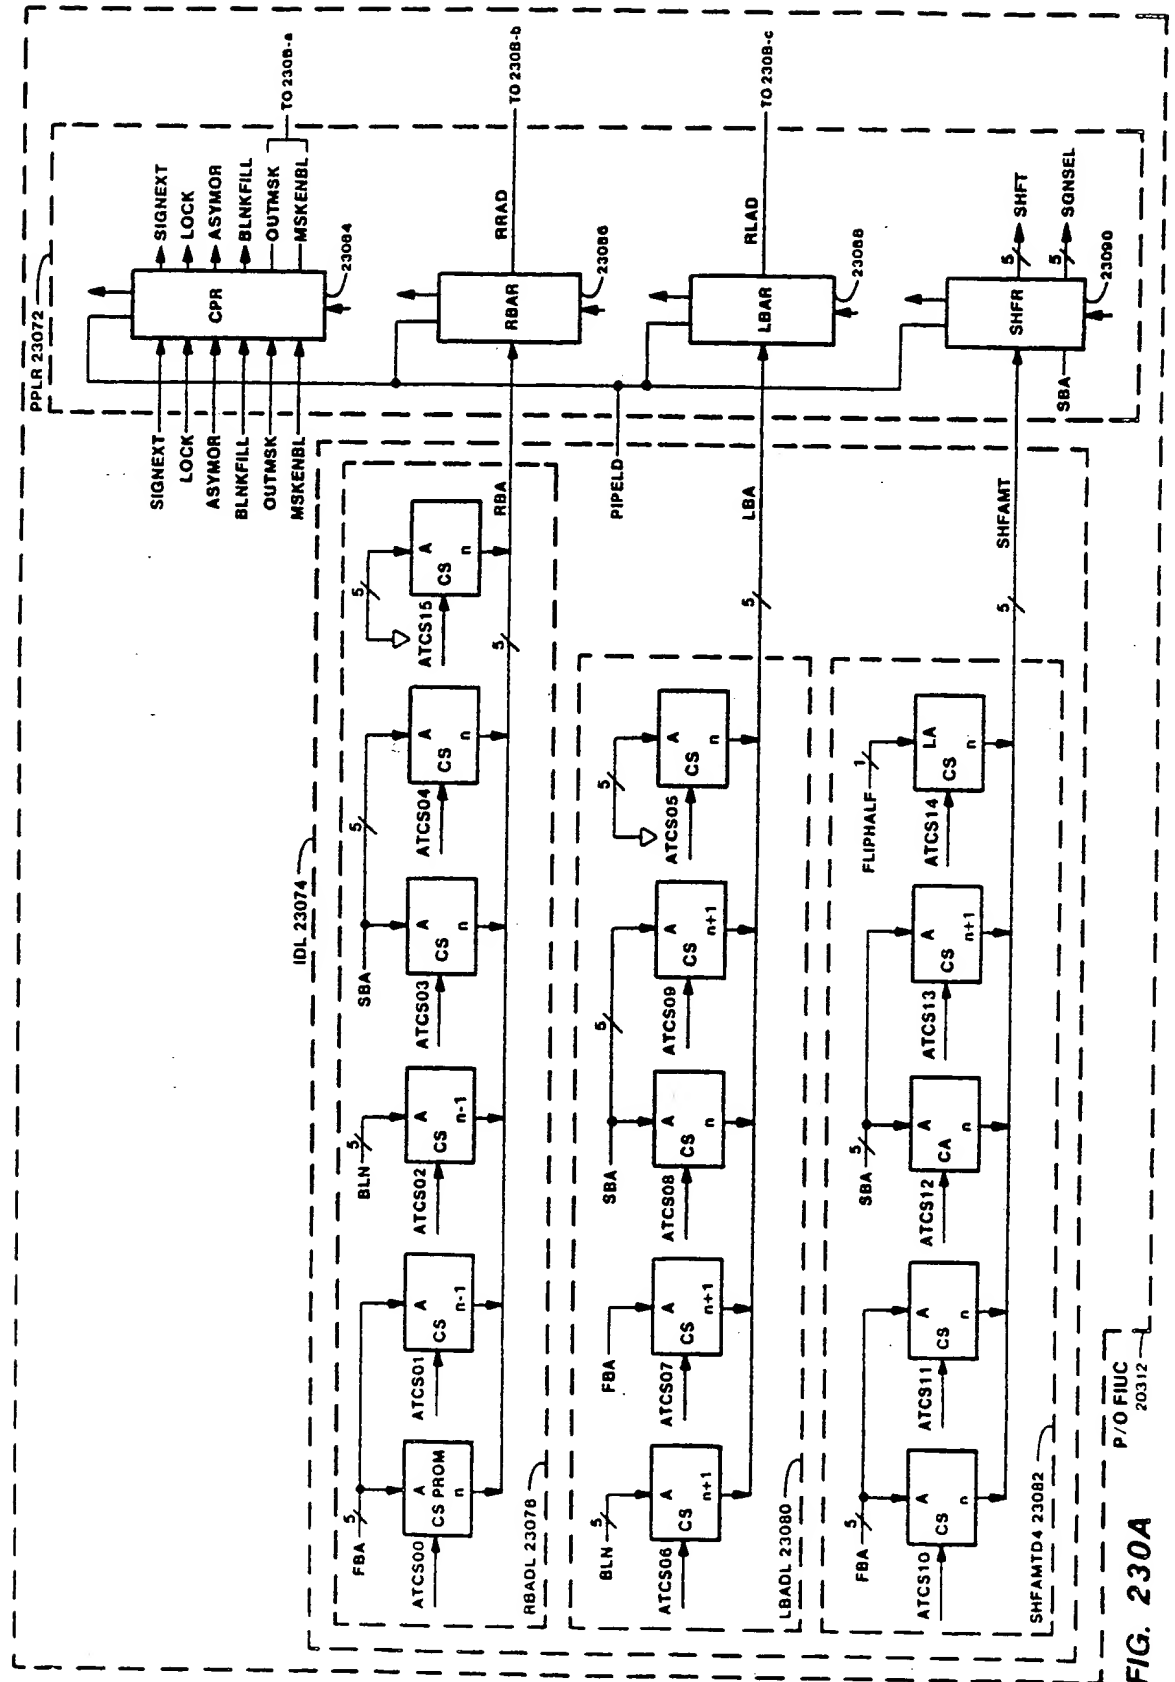 PPLR 23072
SIGNEXT
LOCK
ASYMOR
BLNKFILL
OUTMSK
MSKENBL
CPR
SIGNEXT
LOCK
ASYMOR
BLNKFILL
OUTMSK
MSKENBL
TO 230B-a
23084
RBAR
RRAD
TO 230B-b
23086
LBAR
RLAD
TO 230B-c
23088
SHFR
5
SHFT
5
SGNSEL
23090
SBA
PIPELD
IDL 23074
FBA
5
ATCS00
A
CS PROM
n
ATCS01
A
CS
n-1
BLN
5
ATCS02
A
CS
n-1
SBA
5
ATCS03
A
CS
n
ATCS04
A
CS
n
5
ATCS15
A
CS
n
5
RBA
RBADL 23078
BLN
5
ATCS06
A
CS
n+1
FBA
ATCS07
A
CS
n+1
SBA
5
ATCS08
A
CS
n
ATCS09
A
CS
n+1
5
ATCS05
A
CS
n
5
LBA
LBADL 23080
FBA
5
ATCS10
A
CS
n
ATCS11
A
CS
n
SBA
5
ATCS12
A
CA
n
ATCS13
A
CS
n+1
FLIPHALF
1
ATCS14
LA
CS
n
5
SHFAMT
SHFAMTD4 23082
P/O FIUC
20312
FIG. 230A